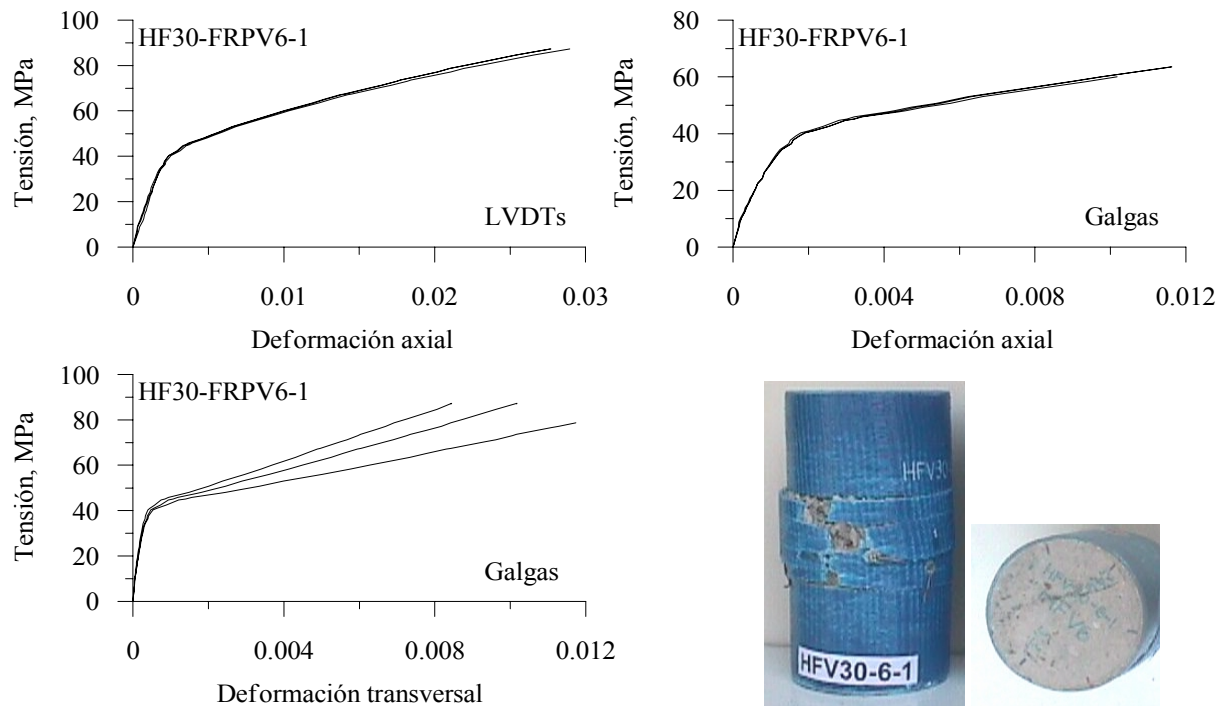 100
80
60
40
20
0
Tensión, MPa
HF30-FRPV6-1
LVDTs
0 0.01 0.02 0.03
Deformación axial
80
60
40
20
0
Tensión, MPa
HF30-FRPV6-1
Galgas
0 0.004 0.008 0.012
Deformación axial
100
80
60
40
20
0
Tensión, MPa
HF30-FRPV6-1
Galgas
0 0.004 0.008 0.012
Deformación transversal
HFV30
HFV30-6-1